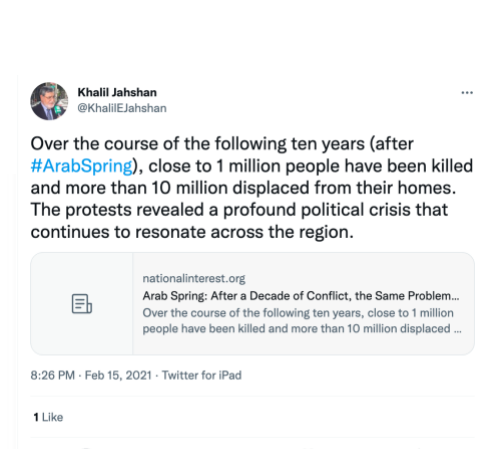 Khalil Jahshan
@KhalilEJahshan
Over the course of the following ten years (after
#ArabSpring), close to 1 million people have been killed
and more than 10 million displaced from their homes.
The protests revealed a profound political crisis that
continues to resonate across the region.
nationalinterest.org
Arab Spring: After a Decade of Conflict, the Same Problem...
Over the course of the following ten years, close to 1 million
people have been killed and more than 10 million displaced ...
8:26 PM · Feb 15, 2021 · Twitter for iPad
1 Like